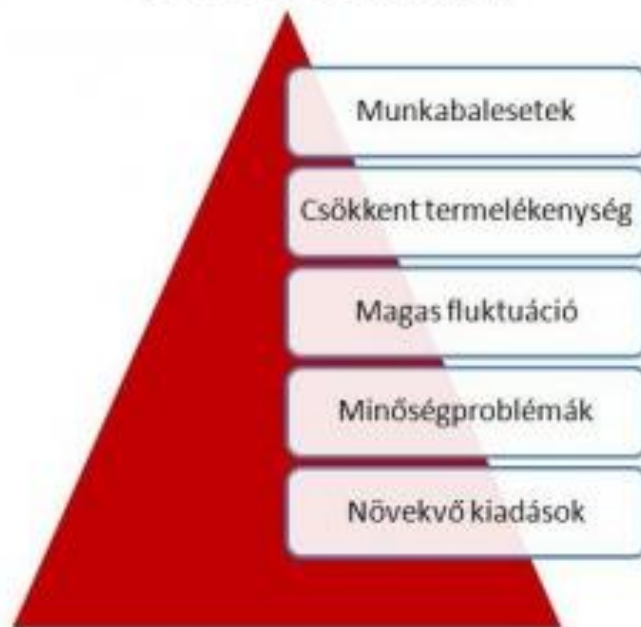 Munkabalesetek
Csökkent termelékenység
Magas fluktuáció
Minőségproblémák
Növekvő kiadások